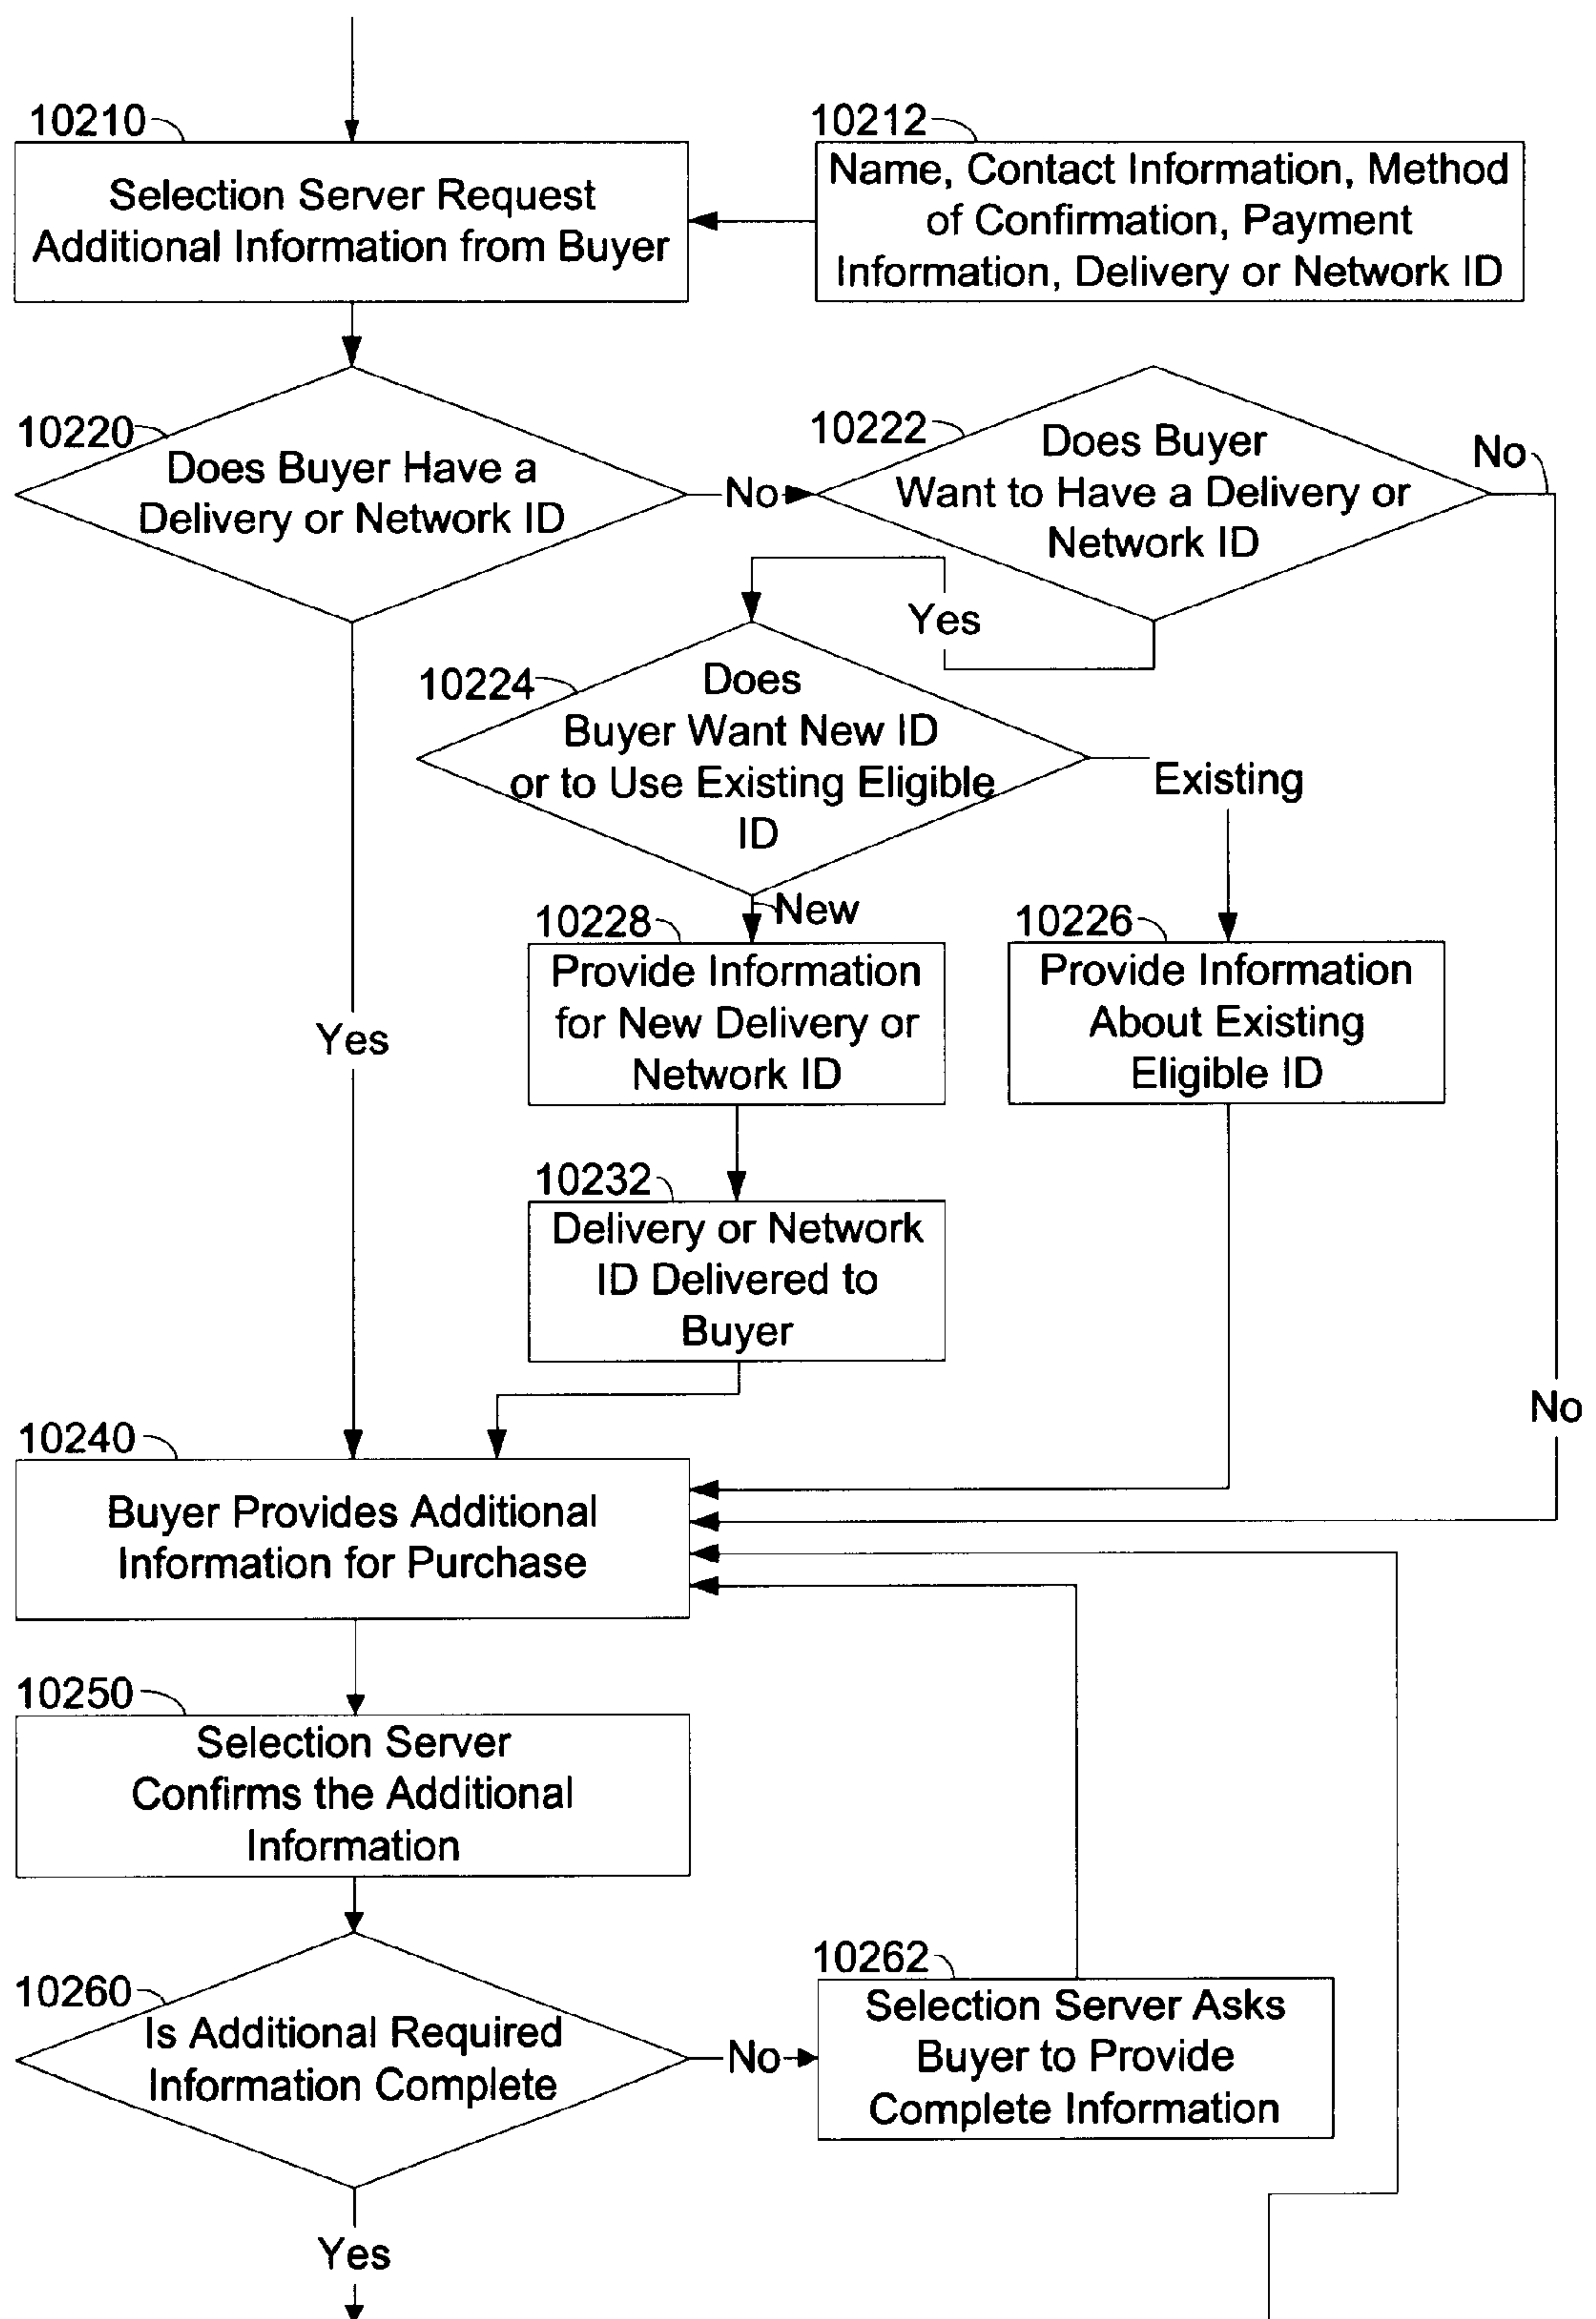 10210
Selection Server Request
Additional Information from Buyer
10212
Name, Contact Information, Method
of Confirmation, Payment
Information, Delivery or Network ID
10220
Does Buyer Have a
Delivery or Network ID
No
10222
Does Buyer
Want to Have a Delivery or
Network ID
No
Yes
10224
Does
Buyer Want New ID
or to Use Existing Eligible
ID
Existing
New
10228
Provide Information
for New Delivery or
Network ID
10226
Provide Information
About Existing
Eligible ID
Yes
10232
Delivery or Network
ID Delivered to
Buyer
No
10240
Buyer Provides Additional
Information for Purchase
10250
Selection Server
Confirms the Additional
Information
10260
Is Additional Required
Information Complete
No
10262
Selection Server Asks
Buyer to Provide
Complete Information
Yes